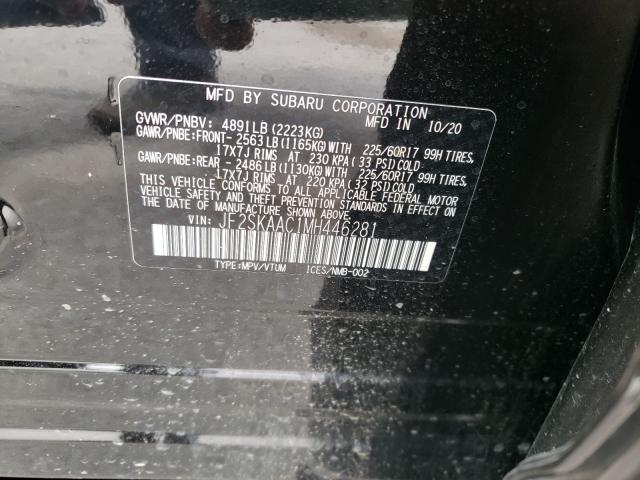 MFD BY SUBARU CORPORATION
GVWR/PNBV: 4891LB(2223KG) MFD IN 10/20
GAWR/PNBE:FRONT- 2563LB(1165KG)WITH 225/60R17 99H TIRES,
17X7J RIMS AT 230 KPA(33 PSI)COLD
GAWR/PNBE:REAR - 2486LB(1130KG)WITH 225/60R17 99H TIRES,
17X7J RIMS AT 220 KPA(32 PSI)COLD
THIS VEHICLE CONFORMS TO ALL APPLICABLE FEDERAL MOTOR
VEHICLE SAFETY AND THEFT PREVENTION STANDARDS IN EFFECT ON
THE DATE OF MANUFACTURE SHOWN ABOVE.
VIN: JF2SKAAC1MH446281
TYPE:MPV/VTUM ICES/NMB-002